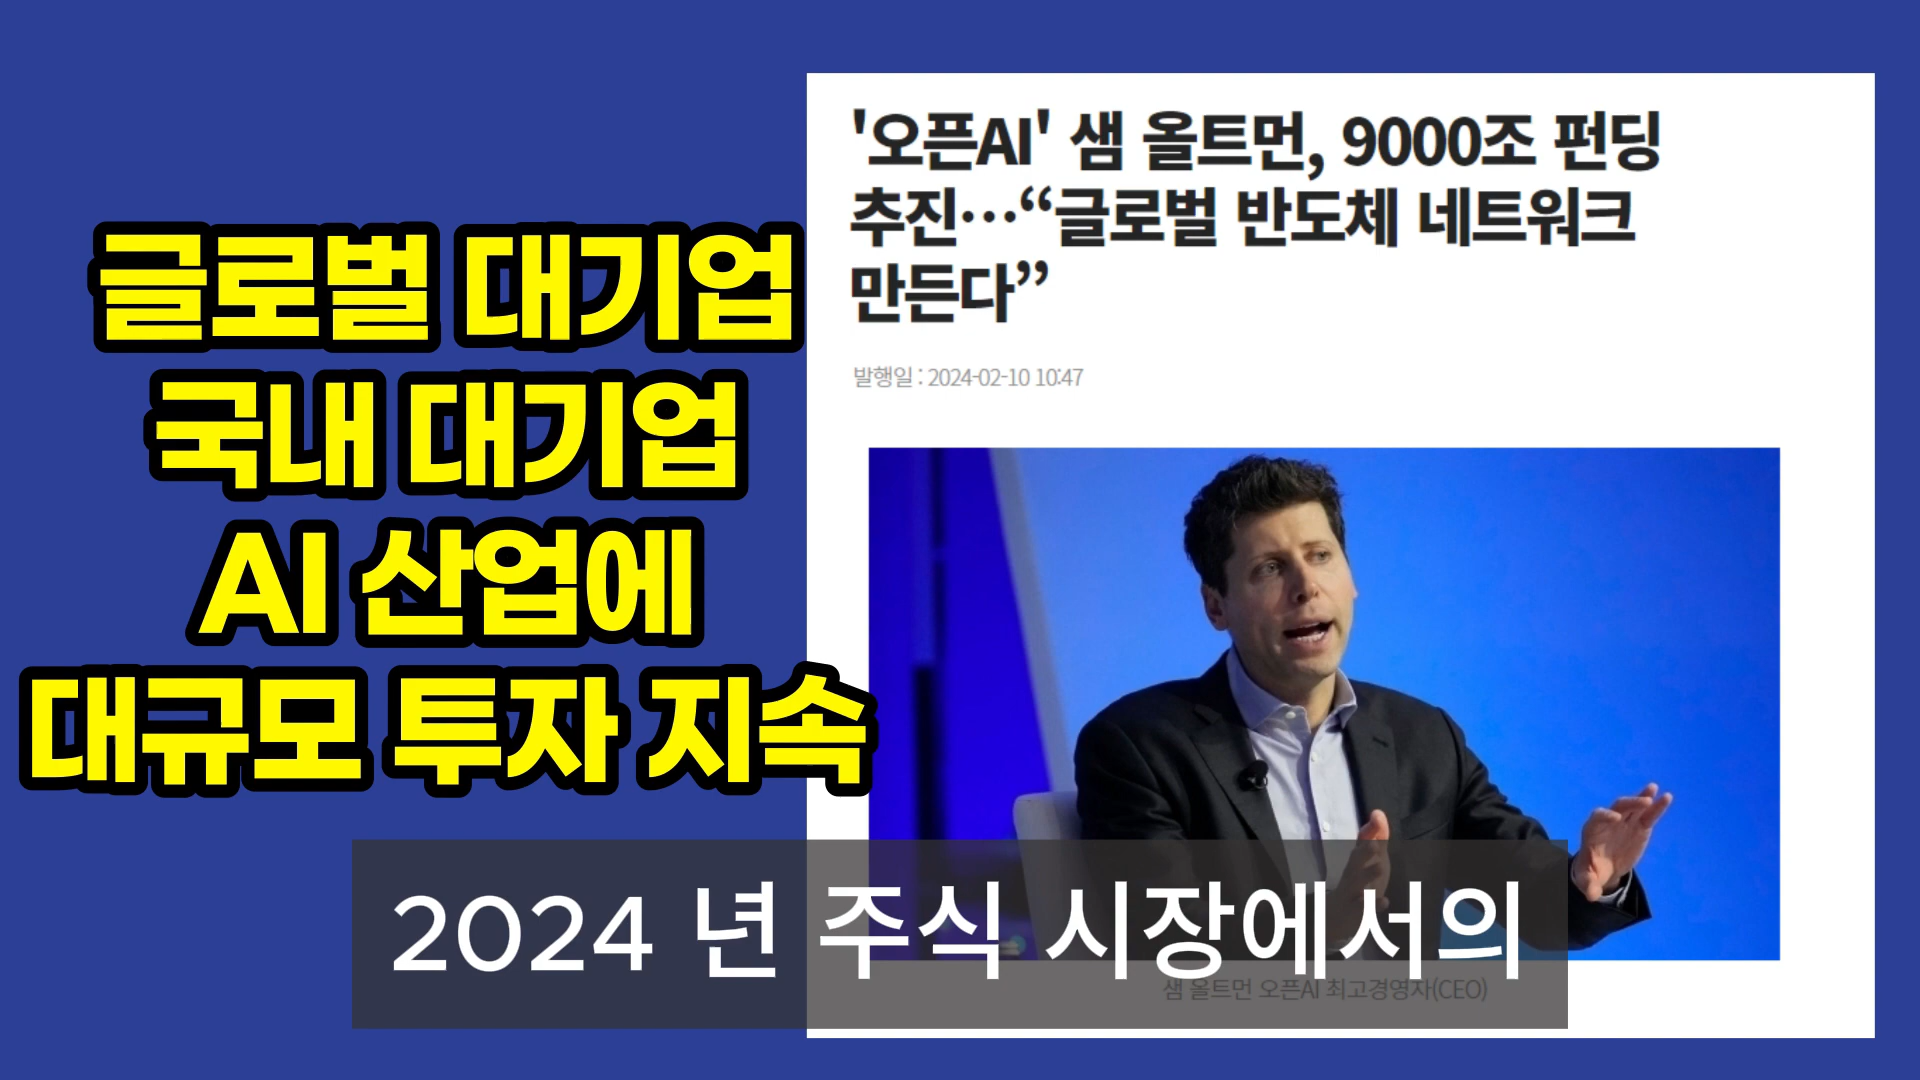 글로벌 대기업
국내 대기업
AI 산업에
대규모 투자 지속
'오픈AI' 샘 올트먼, 9000조 펀딩
추진…“글로벌 반도체 네트워크
만든다”
발행일 : 2024-02-10 10:47
샘 올트먼 오픈AI 최고경영자(CEO)
2024 년 주식 시장에서의